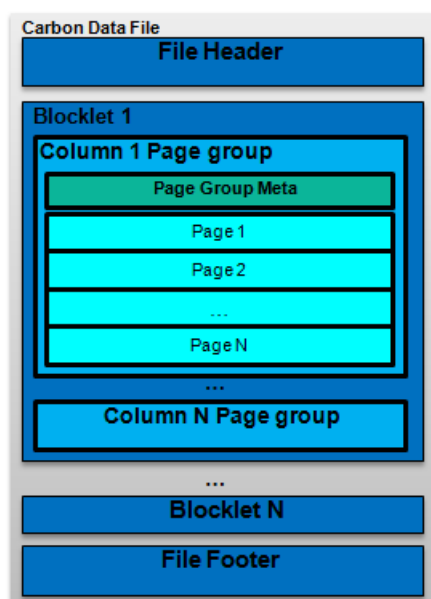 Carbon Data File
File Header
Blocklet 1
Column 1 Page group
Page Group Meta
Page 1
Page 2
...
Page N
...
Column N Page group
...
Blocklet N
File Footer